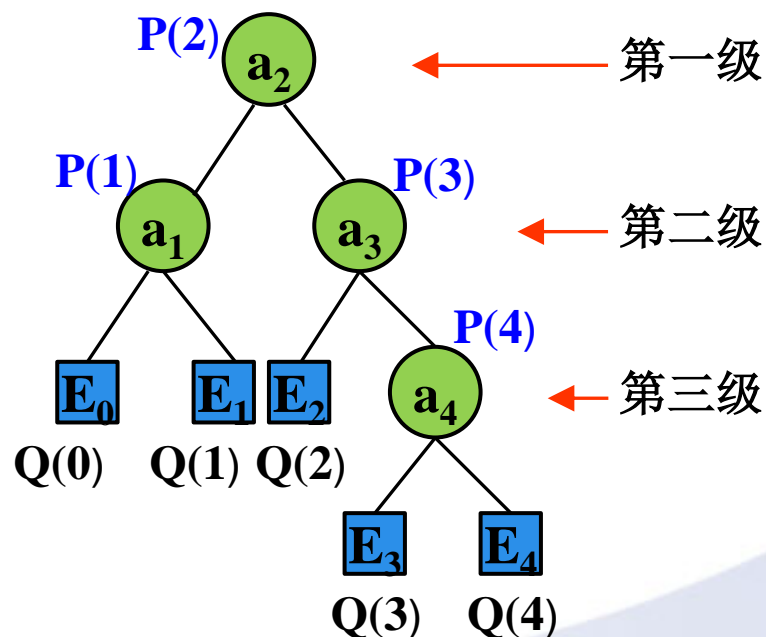 P(2)
a₂
第一级
P(1)
P(3)
a₁
a₃
第二级
P(4)
E₀
E₁
E₂
a₄
第三级
Q(0)
Q(1)
Q(2)
E₃
E₄
Q(3)
Q(4)